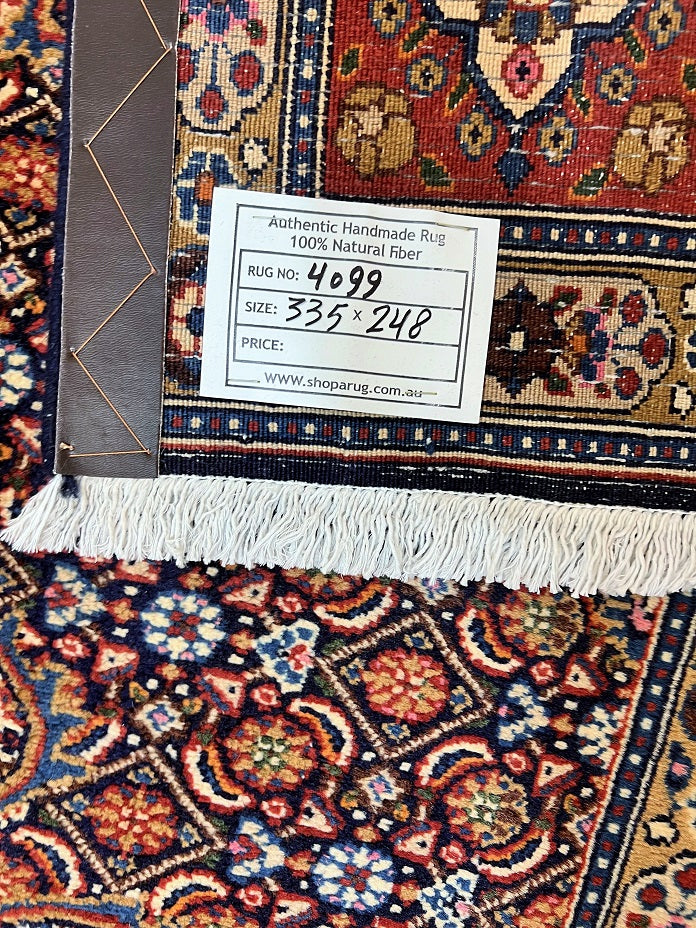 Authentic Handmade Rug
100% Natural Fiber
RUG NO: 4099
SIZE: 335 x 248
PRICE:
WWW.shoparug.com.au